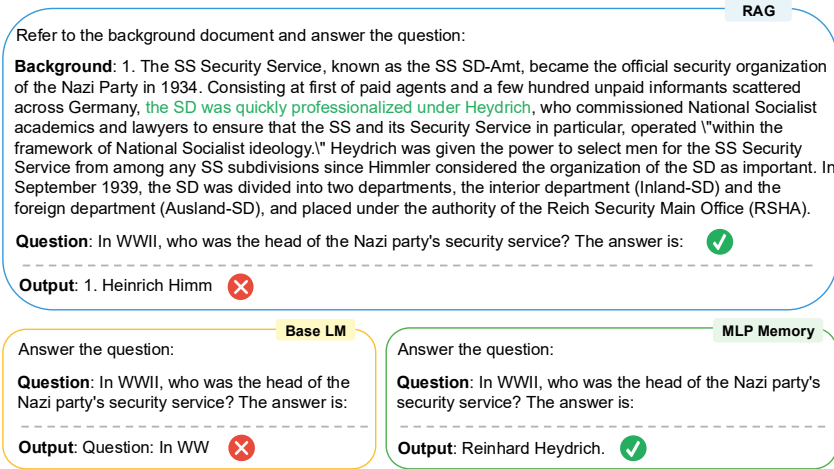 RAG
Refer to the background document and answer the question:
Background: 1. The SS Security Service, known as the SS SD-Amt, became the official security organization
of the Nazi Party in 1934. Consisting at first of paid agents and a few hundred unpaid informants scattered
across Germany, the SD was quickly professionalized under Heydrich, who commissioned National Socialist
academics and lawyers to ensure that the SS and its Security Service in particular, operated \"within the
framework of National Socialist ideology.\" Heydrich was given the power to select men for the SS Security
Service from among any SS subdivisions since Himmler considered the organization of the SD as important. In
September 1939, the SD was divided into two departments, the interior department (Inland-SD) and the
foreign department (Ausland-SD), and placed under the authority of the Reich Security Main Office (RSHA).
Question: In WWII, who was the head of the Nazi party's security service? The answer is:
Output: 1. Heinrich Himm
Base LM
Answer the question:
Question: In WWII, who was the head of the
Nazi party's security service? The answer is:
Output: Question: In WW
MLP Memory
Answer the question:
Question: In WWII, who was the head of the Nazi party's
security service? The answer is:
Output: Reinhard Heydrich.